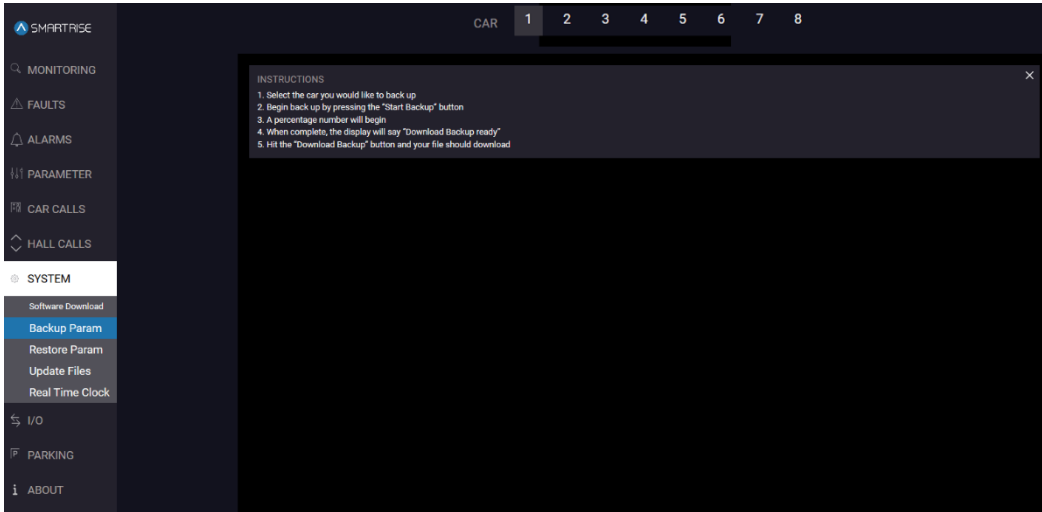 SMARTRISE
CAR 1 2 3 4 5 6 7 8
MONITORING
FAULTS
ALARMS
PARAMETER
CAR CALLS
HALL CALLS
SYSTEM
Software Download
Backup Param
Restore Param
Update Files
Real Time Clock
I/O
P PARKING
i ABOUT
INSTRUCTIONS
1. Select the car you would like to back up
2. Begin back up by pressing the "Start Backup" button
3. A percentage number will begin
4. When complete, the display will say "Download Backup ready"
5. Hit the "Download Backup" button and your file should download